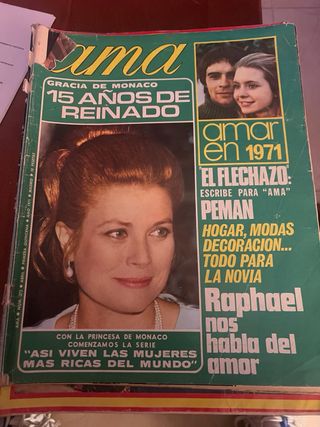 ama
GRACIA DE MONACO
15 AÑOS DE
REINADO
amar
en 1971
"EL FLECHAZO:
ESCRIBE PARA "AMA"
PEMAN
HOGAR, MODAS
DECORACION...
TODO PARA
LA NOVIA
Raphael
nos
habla del
amor
CON LA PRINCESA DE MONACO
COMENZAMOS LA SERIE
"ASI VIVEN LAS MUJERES
MAS RICAS DEL MUNDO"